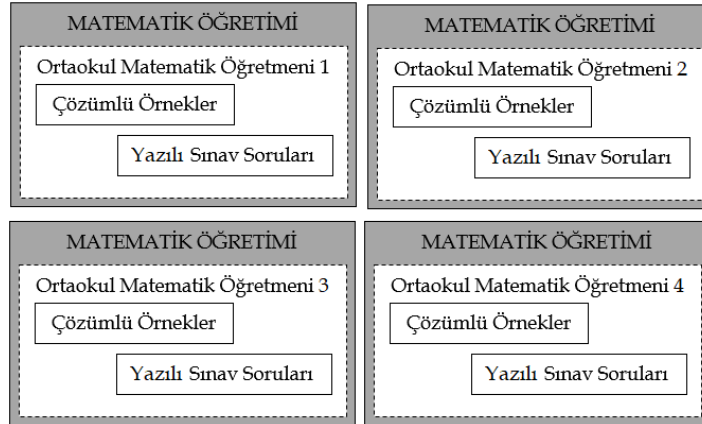 MATEMATİK ÖĞRETİMİ
Ortaokul Matematik Öğretmeni 1
Çözümlü Örnekler
Yazılı Sınav Soruları
MATEMATİK ÖĞRETİMİ
Ortaokul Matematik Öğretmeni 2
Çözümlü Örnekler
Yazılı Sınav Soruları
MATEMATİK ÖĞRETİMİ
Ortaokul Matematik Öğretmeni 3
Çözümlü Örnekler
Yazılı Sınav Soruları
MATEMATİK ÖĞRETİMİ
Ortaokul Matematik Öğretmeni 4
Çözümlü Örnekler
Yazılı Sınav Soruları